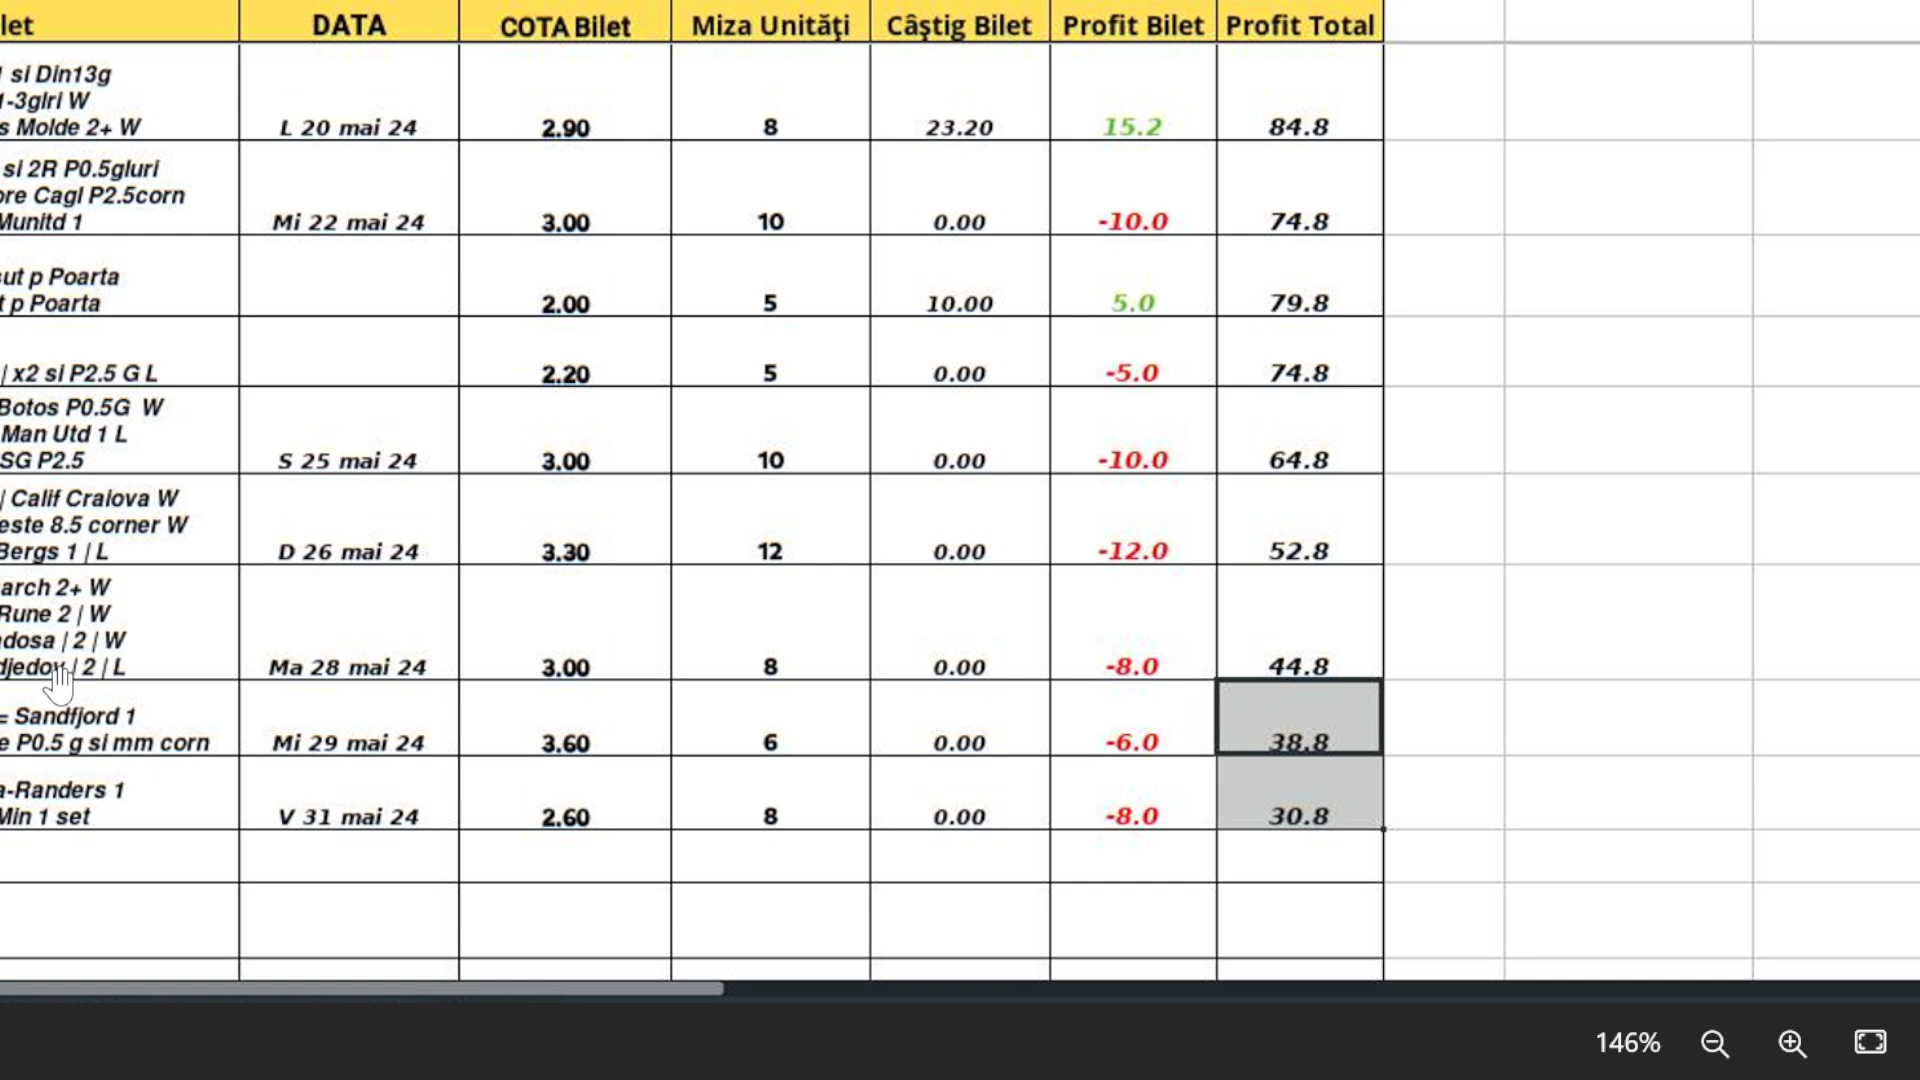 let DATA COTA Bilet Miza Unități Câștig Bilet Profit Bilet Profit Total
si Din13g
1-3glri W
s Molde 2+ W L 20 mai 24 2.90 8 23.20 15.2 84.8
si 2R P0.5gluri
ore Cagl P2.5corn
Munitd 1 Mi 22 mai 24 3.00 10 0.00 -10.0 74.8
sut p Poarta
t p Poarta 2.00 5 10.00 5.0 79.8
| x2 si P2.5 G L 2.20 5 0.00 -5.0 74.8
Botos P0.5G W
Man Utd 1 L
SG P2.5 S 25 mai 24 3.00 10 0.00 -10.0 64.8
| Calif Craiova W
este 8.5 corner W
Bergs 1 | L D 26 mai 24 3.30 12 0.00 -12.0 52.8
arch 2+ W
Rune 2 | W
dosa | 2 | W
djedov | 2 | L Ma 28 mai 24 3.00 8 0.00 -8.0 44.8
= Sandfjord 1
e P0.5 g si mm corn Mi 29 mai 24 3.60 6 0.00 -6.0 38.8
a-Randers 1
Min 1 set V 31 mai 24 2.60 8 0.00 -8.0 30.8
146%